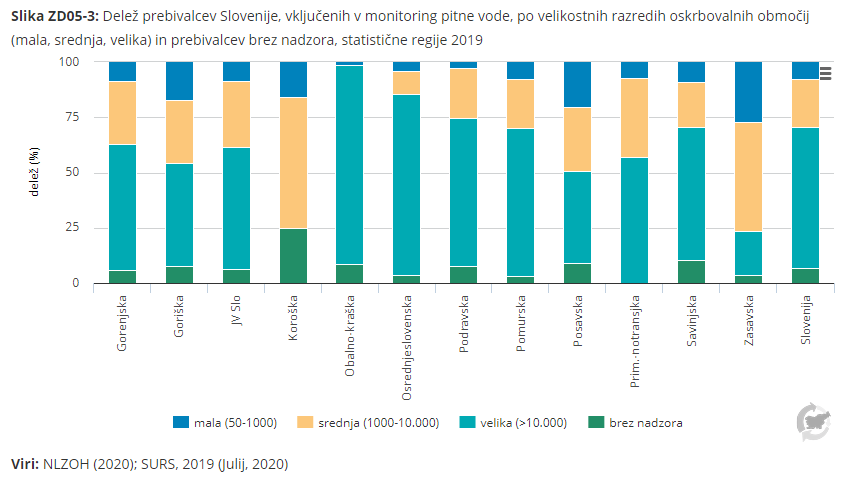 Slika ZD05-3: Delež prebivalcev Slovenije, vključenih v monitoring pitne vode, po velikostnih razredih oskrbovalnih območij
(mala, srednja, velika) in prebivalcev brez nadzora, statistične regije 2019
100
75
50
25
0
delež (%)
Gorenjska
Goriška
JV Slo
Koroška
Obalno-kraška
Osrednjeslovenska
Podravska
Pomurska
Posavska
Prim.-notransjka
Savinjska
Zasavska
Slovenija
mala (50-1000)
srednja (1000-10.000)
velika (>10.000)
brez nadzora
Viri: NLZOH (2020); SURS, 2019 (Julij, 2020)